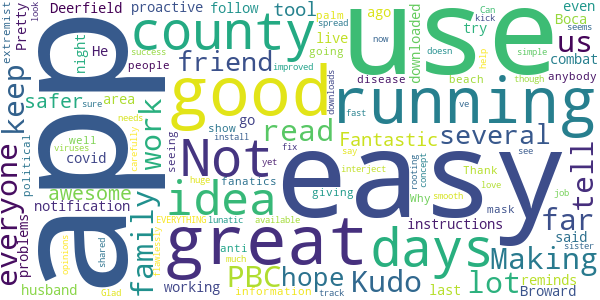 app
easy
use
great
good
running
county
Not
days
idea
read
friend
several
work
family
everyone
keep
us
tell
far
Making
lot
Kudo
hope
PBC
safer
awesome
Fantastic
tool
live
Deerfield
proactive
follow
palm
ago
downloaded
Boca
even
extremist
look
Pretty
He
night
people
success
going
try
combat
kick
Can
spread
now
doesn
seems
simple
help
though
disease
improved
beach
anybody
downloads
ve
fast
area
covid
sure
needs
carefully
political
well
viruses
install
show
go
seeing
yet
fix
say
see
rooting
concept
Thank
love
smooth
job
notification
problems
opinions
shared
Glad
husband
EVERYTHING
flawlessly
lunatic
huge
fanatics
available
anti
much
interject
giving
Why
mask
instructions
said
sister
reminds
Broward
last
track
information
working